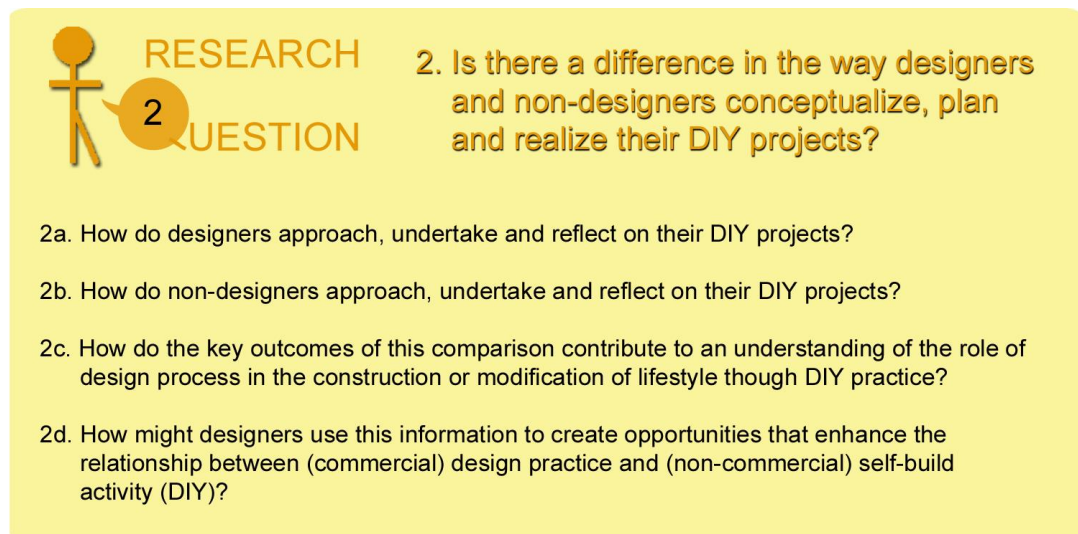 RESEARCH
2
QUESTION
2. Is there a difference in the way designers
and non-designers conceptualize, plan
and realize their DIY projects?
2a. How do designers approach, undertake and reflect on their DIY projects?
2b. How do non-designers approach, undertake and reflect on their DIY projects?
2c. How do the key outcomes of this comparison contribute to an understanding of the role of
design process in the construction or modification of lifestyle though DIY practice?
2d. How might designers use this information to create opportunities that enhance the
relationship between (commercial) design practice and (non-commercial) self-build
activity (DIY)?